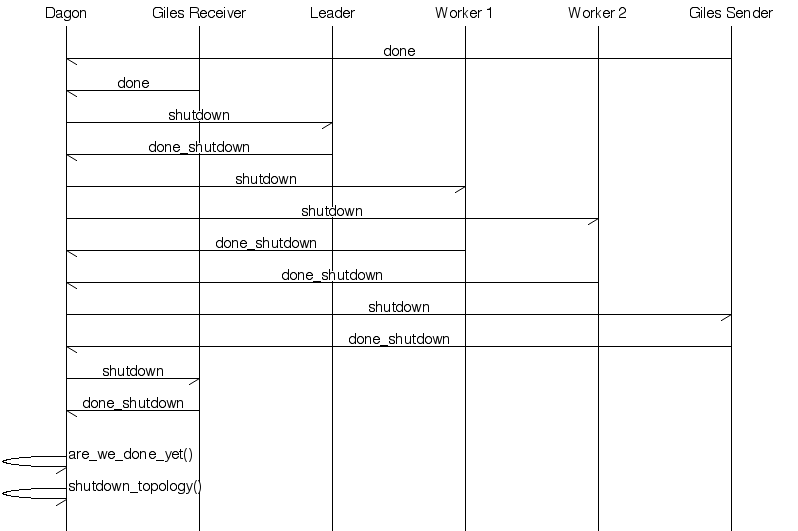 Dagon Giles Receiver Leader Worker 1 Worker 2 Giles Sender
done
done
shutdown
done_shutdown
shutdown
shutdown
done_shutdown
done_shutdown
shutdown
done_shutdown
shutdown
done_shutdown
are_we_done_yet()
shutdown_topology()